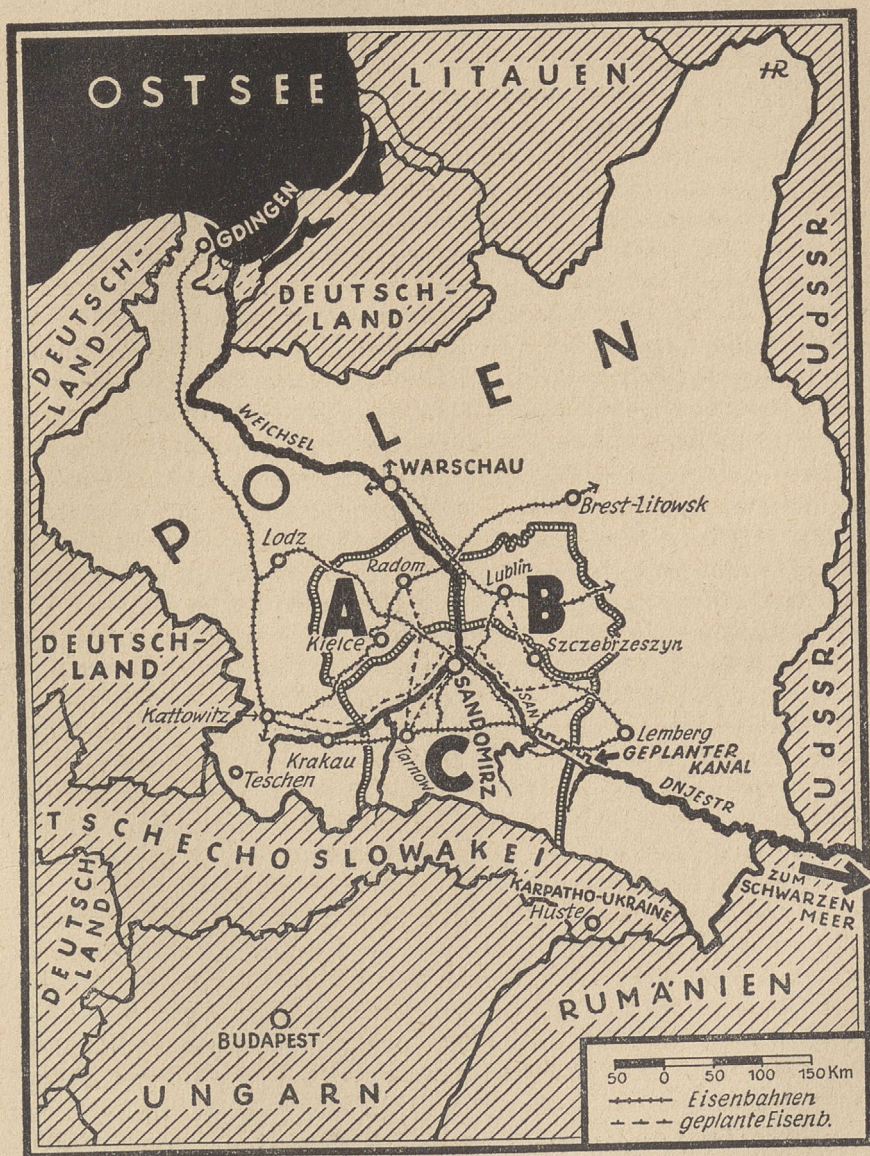 HR
OSTSEE
LITAUEN
GDINGEN
DEUTSCH-
LAND
DEUTSCH-
LAND
UdSSR
POLEN
WEICHSEL
WARSCHAU
Brest-Litowsk
Lodz
Radom
Lublin
A
B
Kielce
Szczebrzeszyn
DEUTSCH-
LAND
SANDOMIRZ
SAN
UdSSR
Kattowitz
Lemberg
Krakau
Tarnow
C
GEPLANTER
KANAL
Teschen
DNJESTR
TSCHECHOSLOWAKEI
ZUM
SCHWARZEN
MEER
KARPATHO-UKRAINE
Huste
DEUTSCH
LAND
RUMÄNIEN
BUDAPEST
UNGARN
50 0 50 100 150 Km
Eisenbahnen
geplante Eisenb.